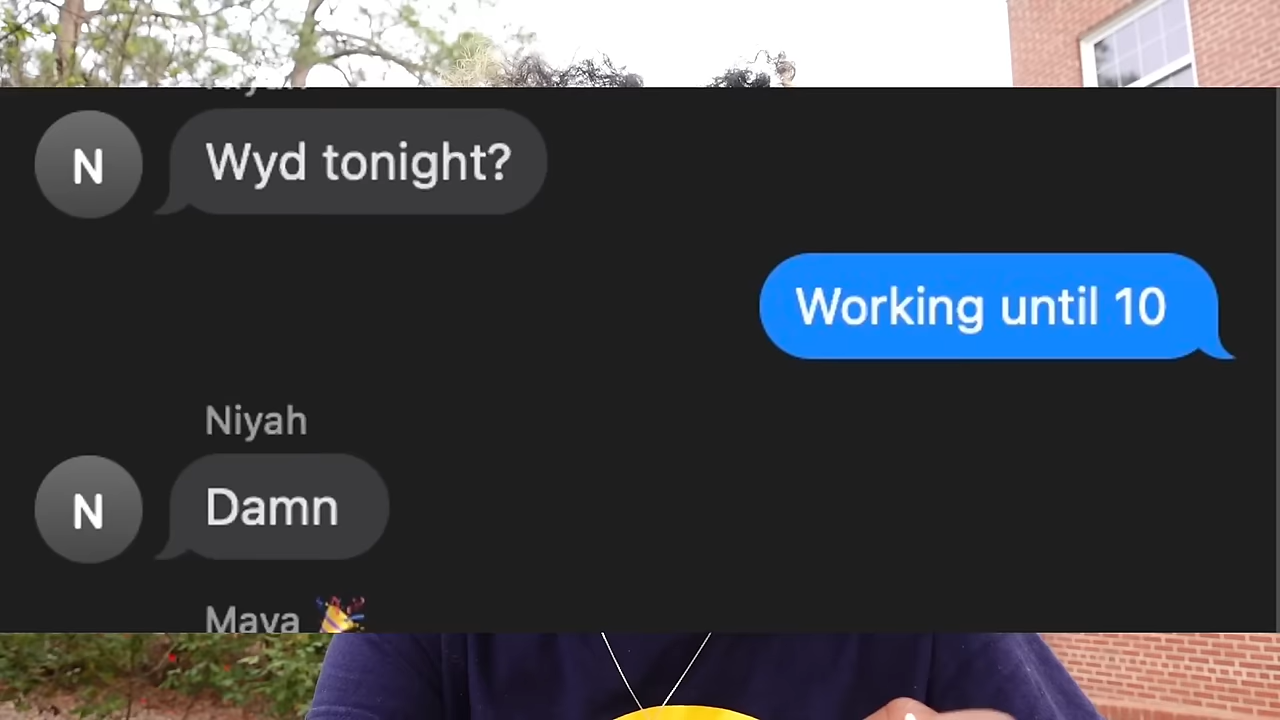 Wyd tonight?
Working until 10
Niyah
Damn
Maya 🎉